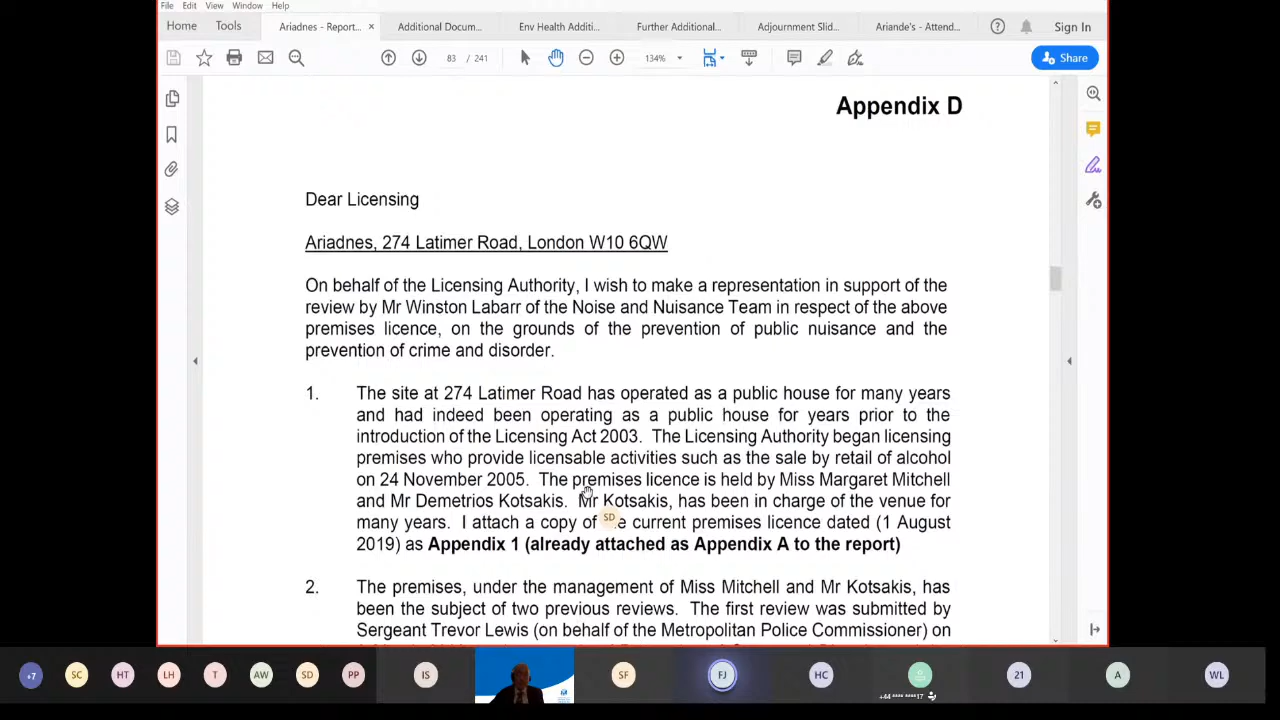 File Edit View Window Help
Home Tools Ariadnes - Report... × Additional Docum... Env Health Additi... Further Additional... Adjournment Slid... Ariande's - Attend... Sign In
83 / 241 134% Share
Appendix D
Dear Licensing
Ariadnes, 274 Latimer Road, London W10 6QW
On behalf of the Licensing Authority, I wish to make a representation in support of the
review by Mr Winston Labarr of the Noise and Nuisance Team in respect of the above
premises licence, on the grounds of the prevention of public nuisance and the
prevention of crime and disorder.
1. The site at 274 Latimer Road has operated as a public house for many years
and had indeed been operating as a public house for years prior to the
introduction of the Licensing Act 2003. The Licensing Authority began licensing
premises who provide licensable activities such as the sale by retail of alcohol
on 24 November 2005. The premises licence is held by Miss Margaret Mitchell
and Mr Demetrios Kotsakis. Mr Kotsakis, has been in charge of the venue for
many years. I attach a copy of current premises licence dated (1 August
SD
2019) as Appendix 1 (already attached as Appendix A to the report)
2. The premises, under the management of Miss Mitchell and Mr Kotsakis, has
been the subject of two previous reviews. The first review was submitted by
Sergeant Trevor Lewis (on behalf of the Metropolitan Police Commissioner) on
+7 SC HT LH T AW SD PP IS SF FJ HC 21 A WL
+44 **** ****17